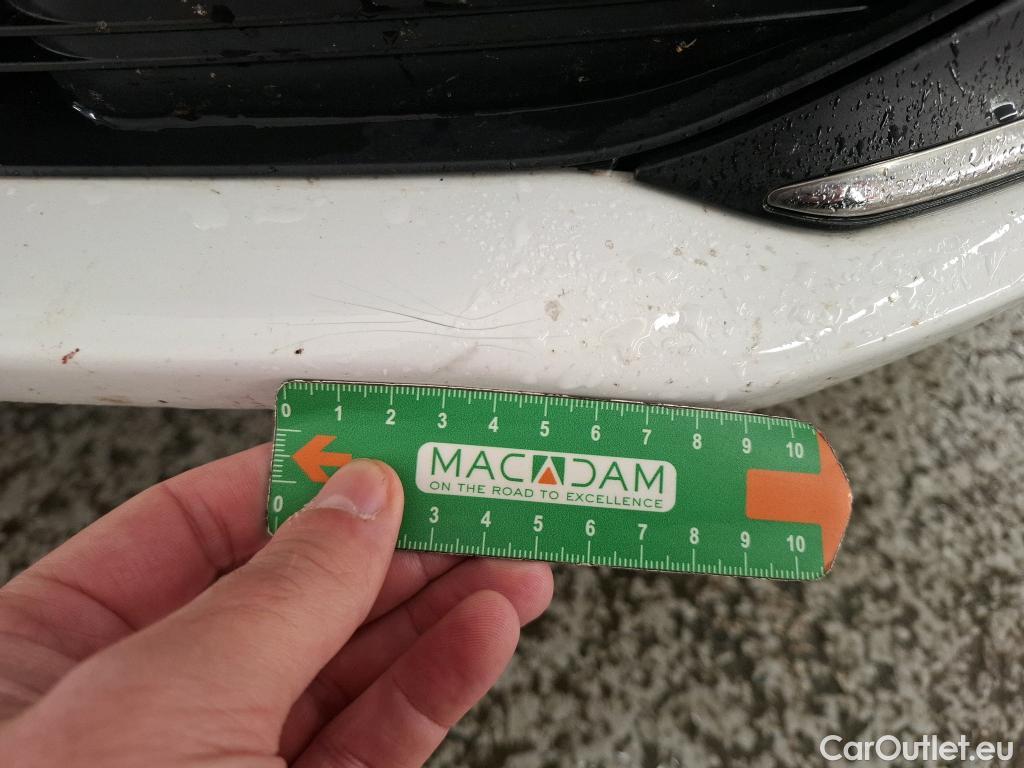 0 1 2 3 4 5 6 7 8 9 10
MACADAM
ON THE ROAD TO EXCELLENCE
0 3 4 5 6 7 8 9 10
CarOutlet.eu